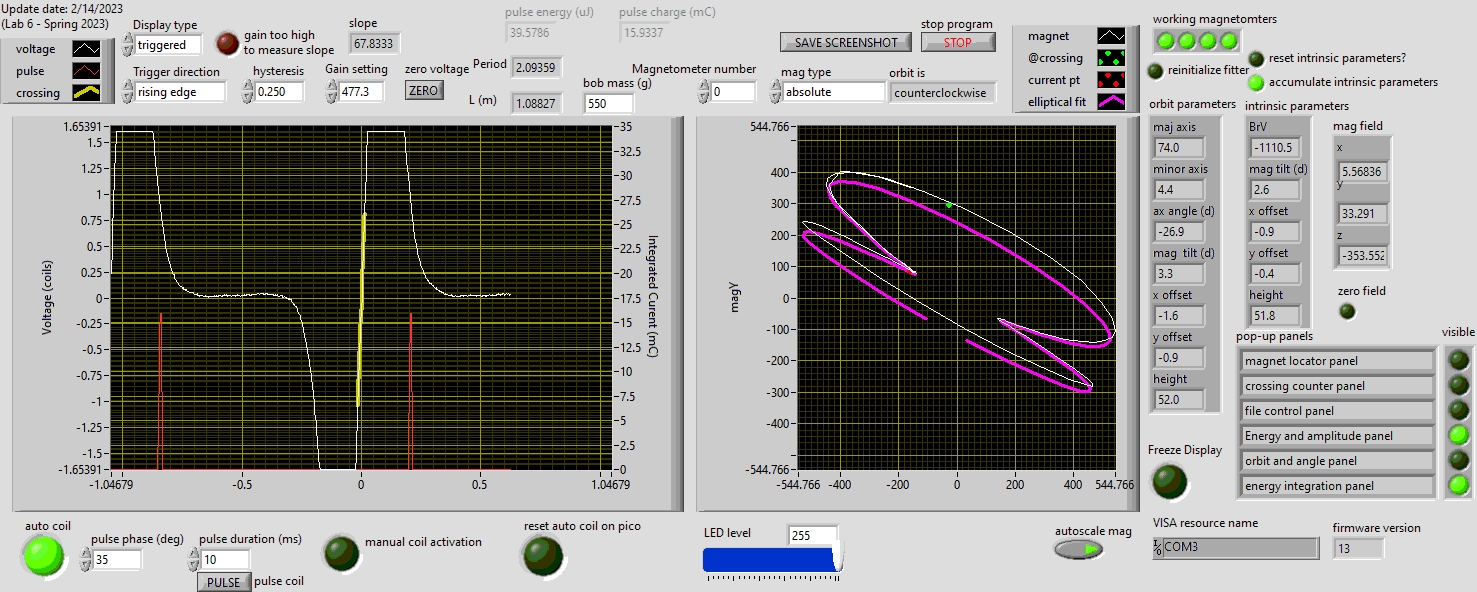 Update date: 2/14/2023
(Lab 6 - Spring 2023)
voltage
pulse
crossing
Display type
triggered
gain too high
to measure slope
slope
67.8333
Trigger direction
rising edge
hysteresis
0.250
Gain setting
477.3
zero voltage
ZERO
pulse energy (uJ)
39.5786
pulse charge (mC)
15.9337
Period
2.09359
L (m)
1.08827
bob mass (g)
550
Magnetometer number
0
mag type
absolute
SAVE SCREENSHOT
stop program
STOP
orbit is
counterclockwise
magnet
@crossing
current pt
elliptical fit
working magnetomters
reinitialize fitter
reset intrinsic parameters?
accumulate intrinsic parameters
Voltage (coils)
1.65391
1.5
1.25
1
0.75
0.5
0.25
0
-0.25
-0.5
-0.75
-1
-1.25
-1.5
-1.65391
-1.04679
-0.5
0
0.5
1.04679
35
32.5
30
27.5
25
22.5
20
17.5
15
12.5
10
7.5
5
2.5
0
Integrated Current (mC)
magY
544.766
400
300
200
100
0
-100
-200
-300
-400
-544.766
-544.766
-400
-200
0
200
400
544.766
orbit parameters
maj axis
74.0
minor axis
4.4
ax angle (d)
-26.9
mag tilt (d)
3.3
x offset
-1.6
y offset
-0.9
height
52.0
intrinsic parameters
BrV
-1110.5
mag tilt (d)
2.6
x offset
-0.9
y offset
-0.4
height
51.8
mag field
x
5.56836
y
33.291
z
-353.552
zero field
pop-up panels
visible
magnet locator panel
crossing counter panel
file control panel
Energy and amplitude panel
orbit and angle panel
energy integration panel
Freeze Display
auto coil
pulse phase (deg)
35
pulse duration (ms)
10
PULSE
pulse coil
manual coil activation
reset auto coil on pico
LED level
255
autoscale mag
VISA resource name
COM3
firmware version
13